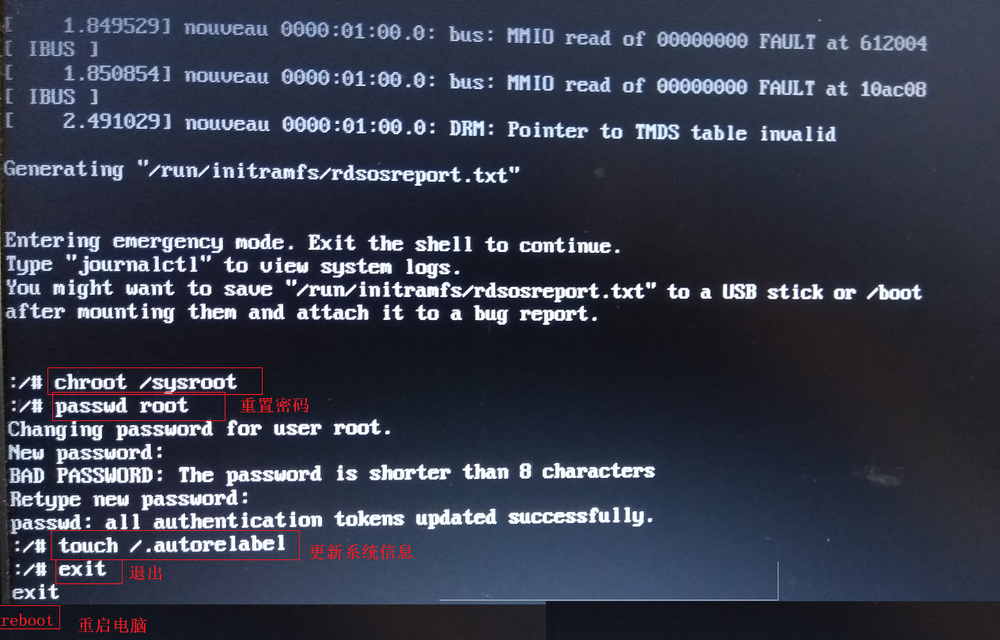 [    1.849529] nouveau 0000:01:00.0: bus: MMIO read of 00000000 FAULT at 612004
[ IBUS ]
[    1.850854] nouveau 0000:01:00.0: bus: MMIO read of 00000000 FAULT at 10ac08
[ IBUS ]
[    2.491029] nouveau 0000:01:00.0: DRM: Pointer to TMDS table invalid
Generating "/run/initramfs/rdsosreport.txt"
Entering emergency mode. Exit the shell to continue.
Type "journalctl" to view system logs.
You might want to save "/run/initramfs/rdsosreport.txt" to a USB stick or /boot
after mounting them and attach it to a bug report.
:/# chroot /sysroot
:/# passwd root 重置密码
Changing password for user root.
New password:
BAD PASSWORD: The password is shorter than 8 characters
Retype new password:
passwd: all authentication tokens updated successfully.
:/# touch /.autorelabel 更新系统信息
:/# exit 退出
exit
reboot 重启电脑